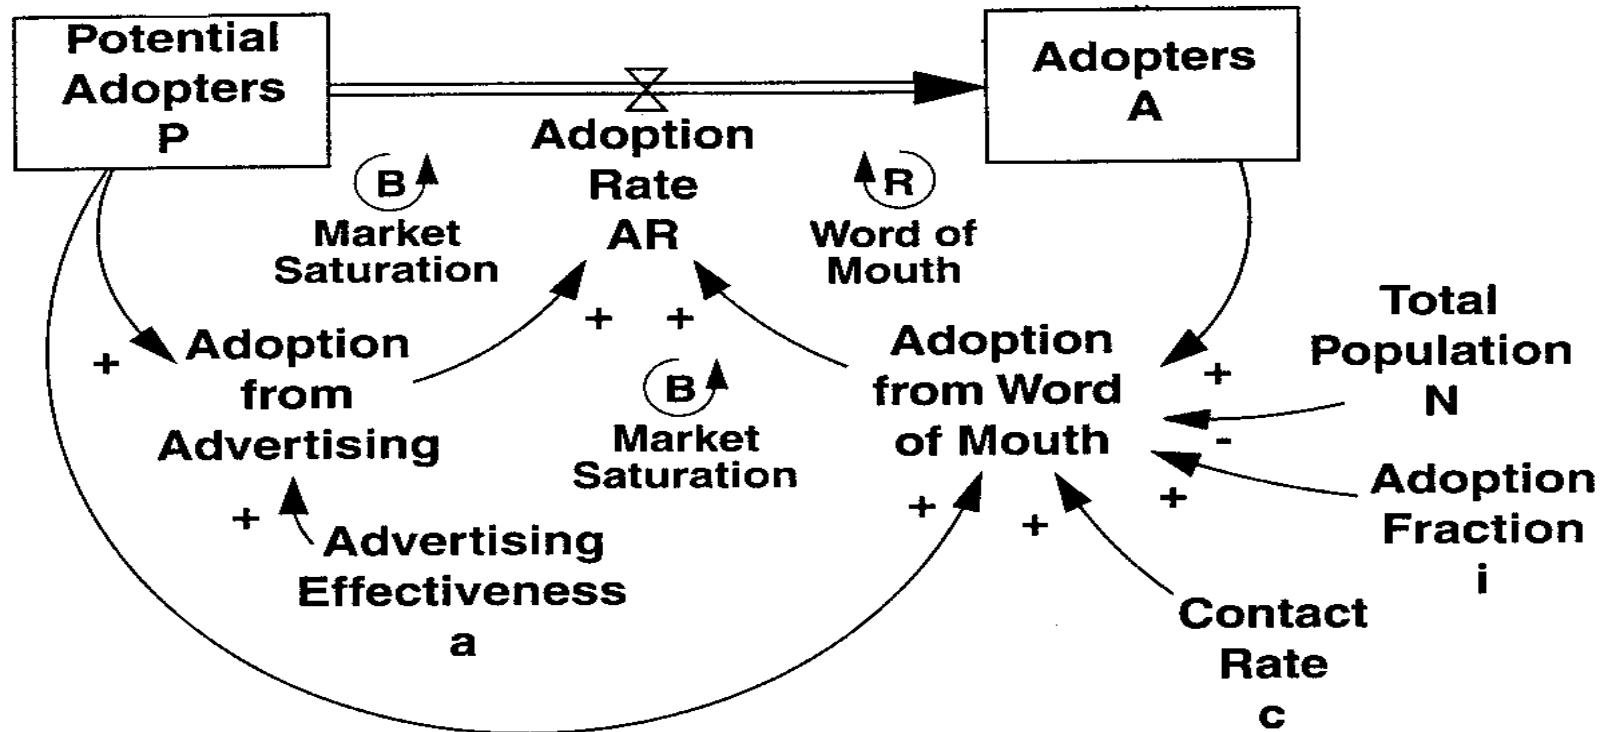 Potential
Adopters
P
Adopters
A
Adoption
Rate
AR
B
Market
Saturation
R
Word of
Mouth
+
+
+
Adoption
from
Advertising
B
Market
Saturation
Adoption
from Word
of Mouth
+
-
+
Total
Population
N
Adoption
Fraction
i
+
Advertising
Effectiveness
a
+
+
Contact
Rate
c